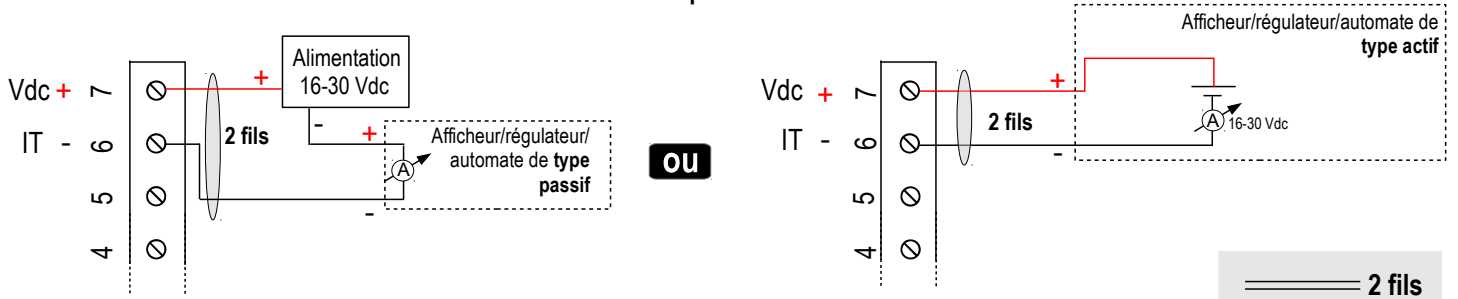 Vdc + 7
IT - 6
5
4
Alimentation
16-30 Vdc
+
-
2 fils
+
Afficheur/régulateur/
automate de type
passif
A
-
ou
Afficheur/régulateur/automate de
type actif
Vdc + 7
IT - 6
5
4
+
2 fils
A 16-30 Vdc
-
2 fils